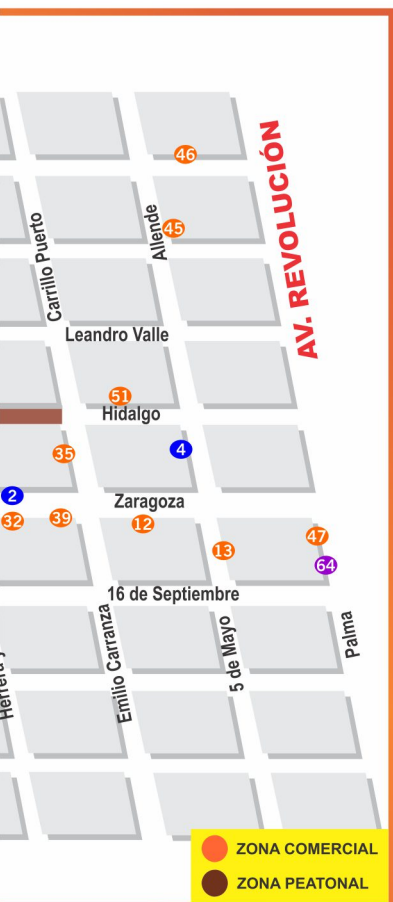 46
AV. REVOLUCIÓN
Carrillo Puerto
Allende
45
Leandro Valle
51
Hidalgo
35
4
2
Zaragoza
32
39
12
13
47
64
16 de Septiembre
Emilio Carranza
5 de Mayo
Palma
ZONA COMERCIAL
ZONA PEATONAL